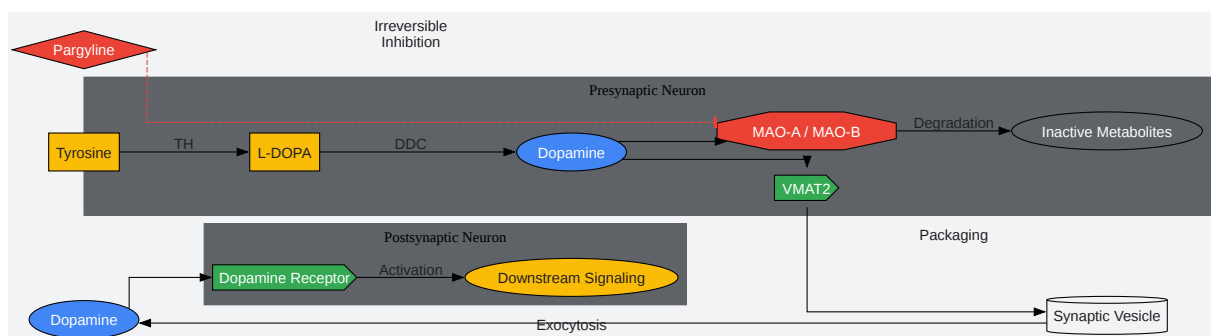 Irreversible
Inhibition
Pargyline
Presynaptic Neuron
Tyrosine
TH
L-DOPA
DDC
Dopamine
MAO-A / MAO-B
Degradation
Inactive Metabolites
VMAT2
Packaging
Postsynaptic Neuron
Dopamine Receptor
Activation
Downstream Signaling
Dopamine
Exocytosis
Synaptic Vesicle